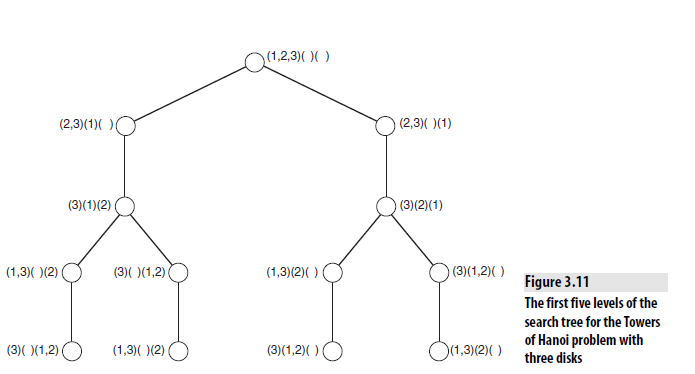 (1,2,3)( )( )
(2,3)(1)( )
(2,3)( )(1)
(3)(1)(2)
(3)(2)(1)
(1,3)( )(2)
(3)( )(1,2)
(1,3)(2)( )
(3)(1,2)( )
(3)( )(1,2)
(1,3)( )(2)
(3)(1,2)( )
(1,3)(2)( )
Figure 3.11
The first five levels of the
search tree for the Towers
of Hanoi problem with
three disks